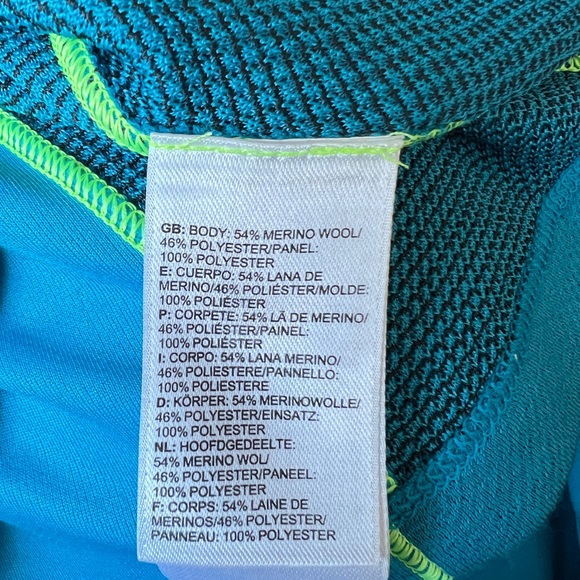 GB: BODY: 54% MERINO WOOL/
46% POLYESTER/PANEL:
100% POLYESTER
E: CUERPO: 54% LANA DE
MERINO/46% POLIÉSTER/MOLDE:
100% POLIÉSTER
P: CORPETE: 54% LÃ DE MERINO/
46% POLIÉSTER/PAINEL:
100% POLIÉSTER
I: CORPO: 54% LANA MERINO/
46% POLIESTERE/PANNELLO:
100% POLIESTERE
D: KÖRPER: 54% MERINOWOLLE/
46% POLYESTER/EINSATZ:
100% POLYESTER
NL: HOOFDGEDEELTE:
54% MERINO WOL/
46% POLYESTER/PANEEL:
100% POLYESTER
F: CORPS: 54% LAINE DE
MERINOS/46% POLYESTER/
PANNEAU: 100% POLYESTER